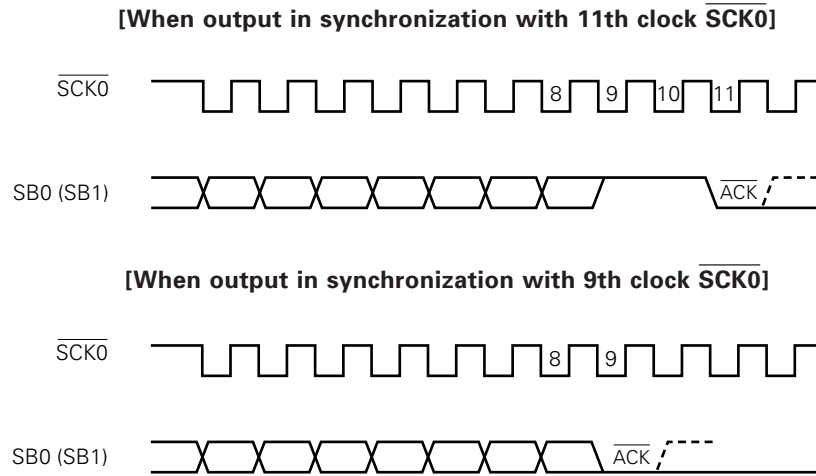 [When output in synchronization with 11th clock SCK0]
SCK0
8 9 10 11
SB0 (SB1)
ACK
[When output in synchronization with 9th clock SCK0]
SCK0
8 9
SB0 (SB1)
ACK